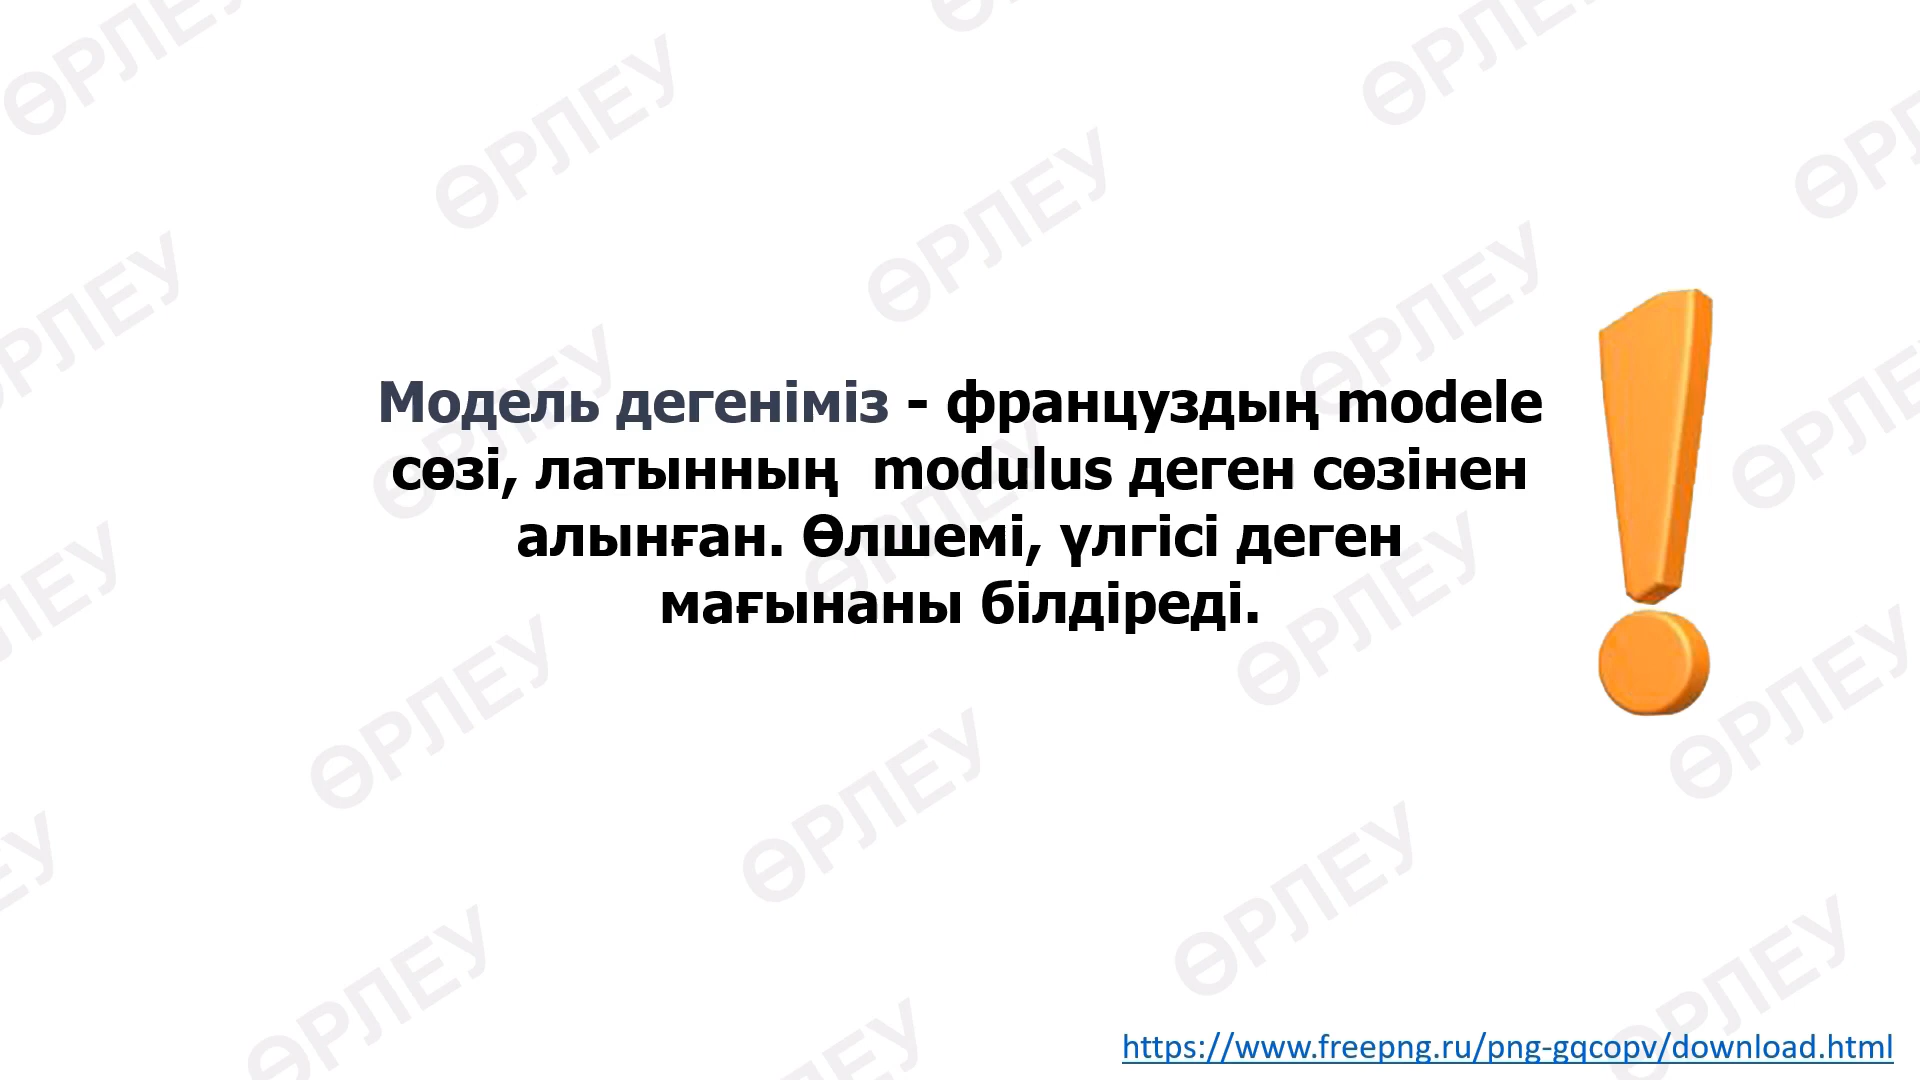 Модель дегеніміз - француздың modele
сөзі, латынның  modulus деген сөзінен
алынған. Өлшемі, үлгісі деген
мағынаны білдіреді.
https://www.freepng.ru/png-gqcopv/download.html
ӨРЛЕУ